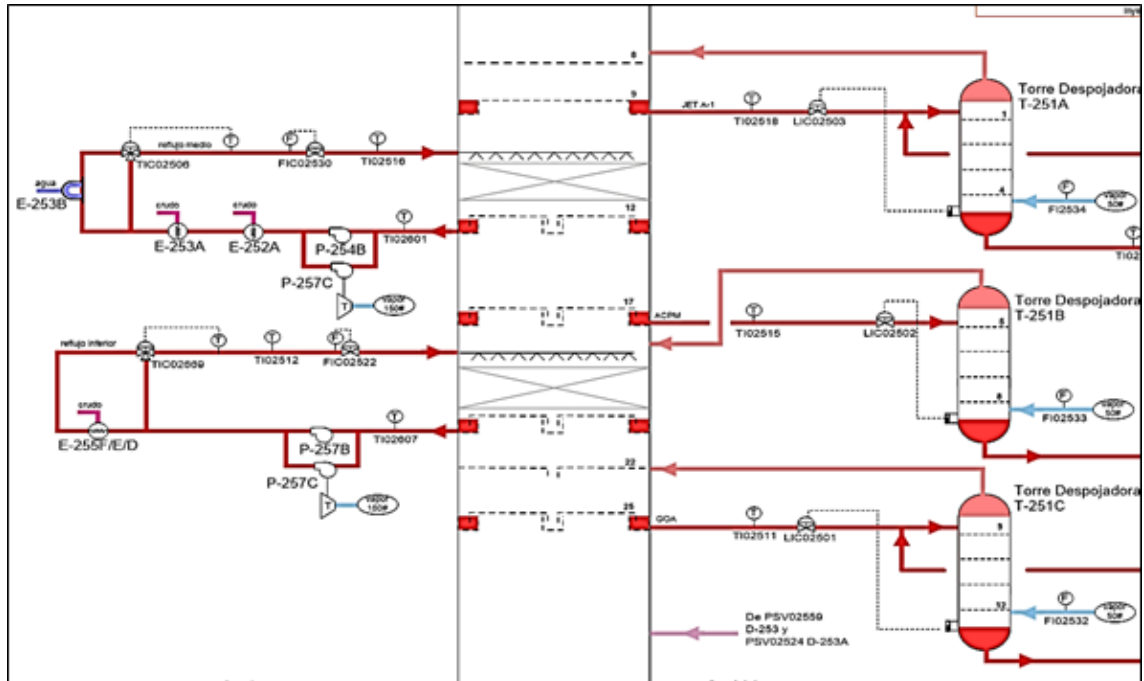 8
9
JET A-1
TI02518
LIC02503
Torre Despojadora
T-251A
1
4
F
FI2534
vapor
50#
T
T
reflujo medio
F
T
TIC02506
FIC02530
TI02516
agua
E-253B
crudo
crudo
T
E-253A
E-252A
P-254B
TI02601
P-257C
T
vapor
150#
12
17
ACPM
T
TI02515
LIC02502
Torre Despojadora
T-251B
5
8
F
FI02533
vapor
50#
reflujo inferior
T
T
F
TIC02569
TI02512
FIC02522
crudo
E-255F/E/D
P-257B
T
TI02607
P-257C
T
vapor
150#
22
25
GOA
T
TI02511
LIC02501
Torre Despojadora
T-251C
9
12
F
FI02532
vapor
50#
De PSV02559
D-253 y
PSV02524 D-253A